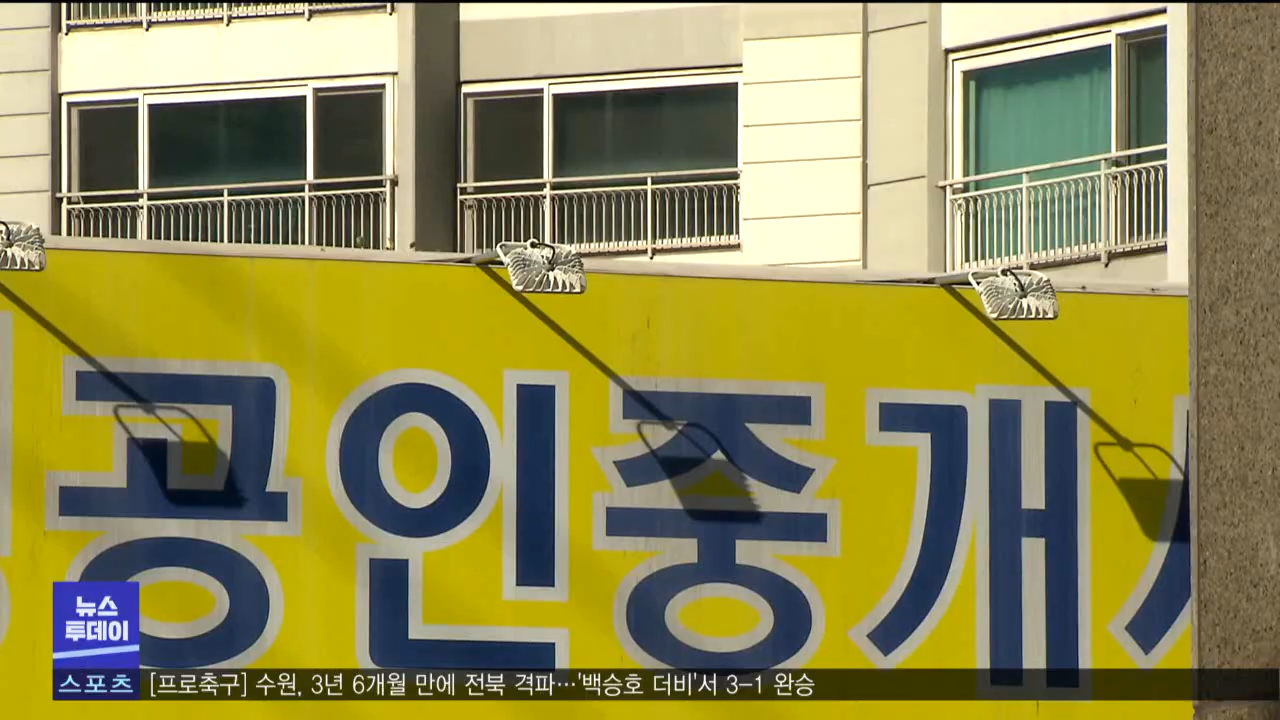 공인중개
뉴스
투데이
스포츠 [프로축구] 수원, 3년 6개월 만에 전북 격파…'백승호 더비'서 3-1 완승